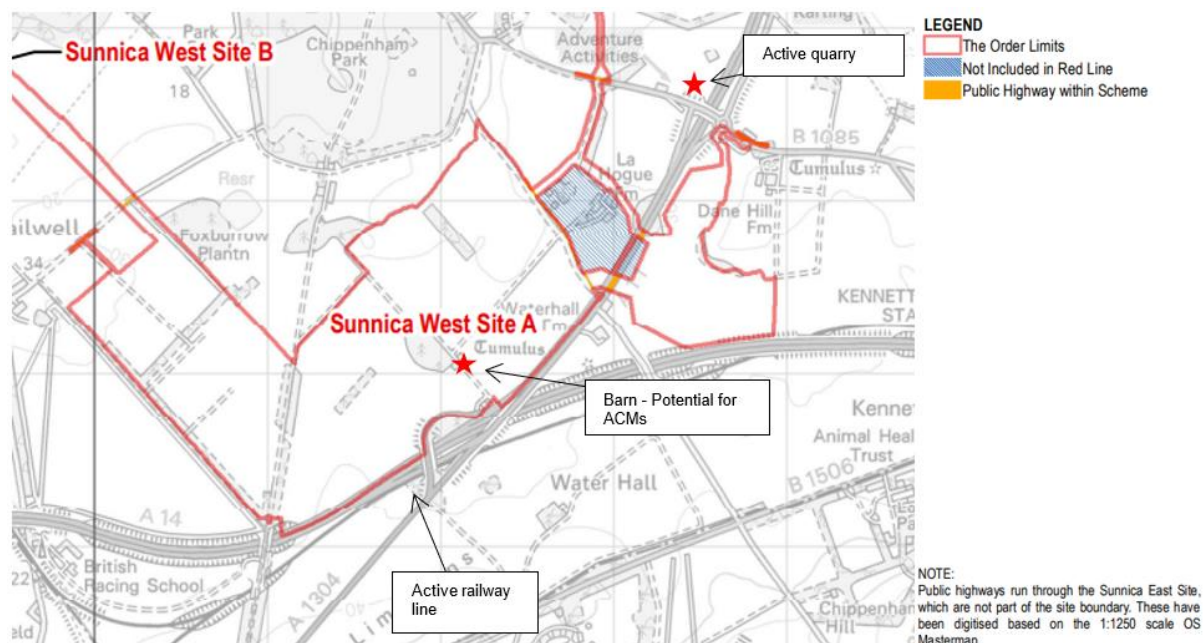 Sunnica West Site B
Park
Chippenham
Park
Adventure
Activities
Karting
Active quarry
18
B 1085
Tumulus
La
Hogue
Fm
Dane Hill
Fm
Resr
Foxburrow
Plantn
34
KENNETT
STA
Waterhall
Sunnica West Site A
Tumulus
Barn - Potential for
ACMs
Kenne
Animal Heal
Trust
B 1506
Water Hall
A 14
British
Racing School
22
A 1304
Active railway
line
Chippenham
Hill
LEGEND
The Order Limits
Not Included in Red Line
Public Highway within Scheme
NOTE:
Public highways run through the Sunnica East Site,
which are not part of the site boundary. These have
been digitised based on the 1:1250 scale OS
Mastermap